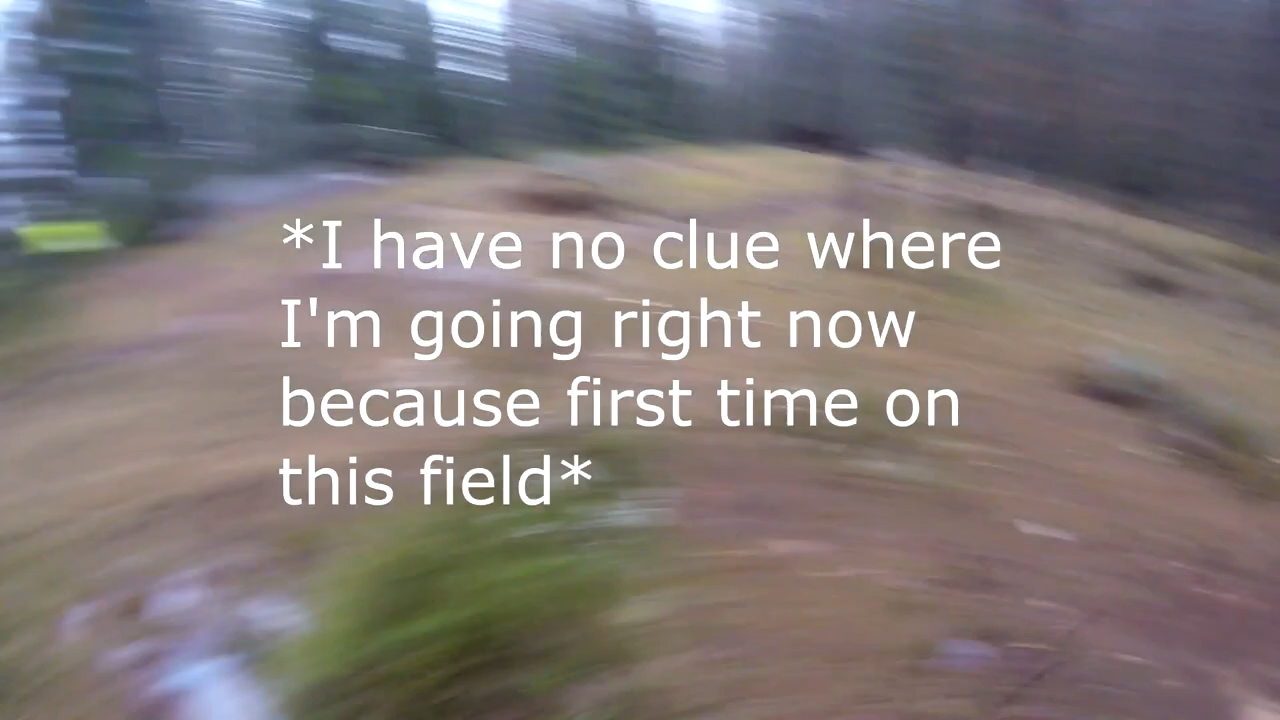 *I have no clue where
I'm going right now
because first time on
this field*